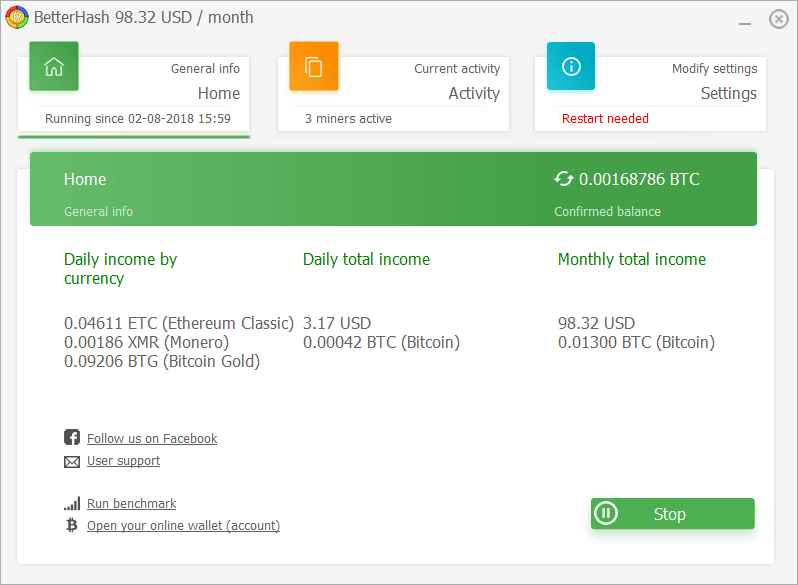 BetterHash 98.32 USD / month
General info
Home
Running since 02-08-2018 15:59
Current activity
Activity
3 miners active
Modify settings
Settings
Restart needed
Home
General info
0.00168786 BTC
Confirmed balance
Daily income by
currency
0.04611 ETC (Ethereum Classic)
0.00186 XMR (Monero)
0.09206 BTG (Bitcoin Gold)
Daily total income
3.17 USD
0.00042 BTC (Bitcoin)
Monthly total income
98.32 USD
0.01300 BTC (Bitcoin)
Follow us on Facebook
User support
Run benchmark
Open your online wallet (account)
Stop